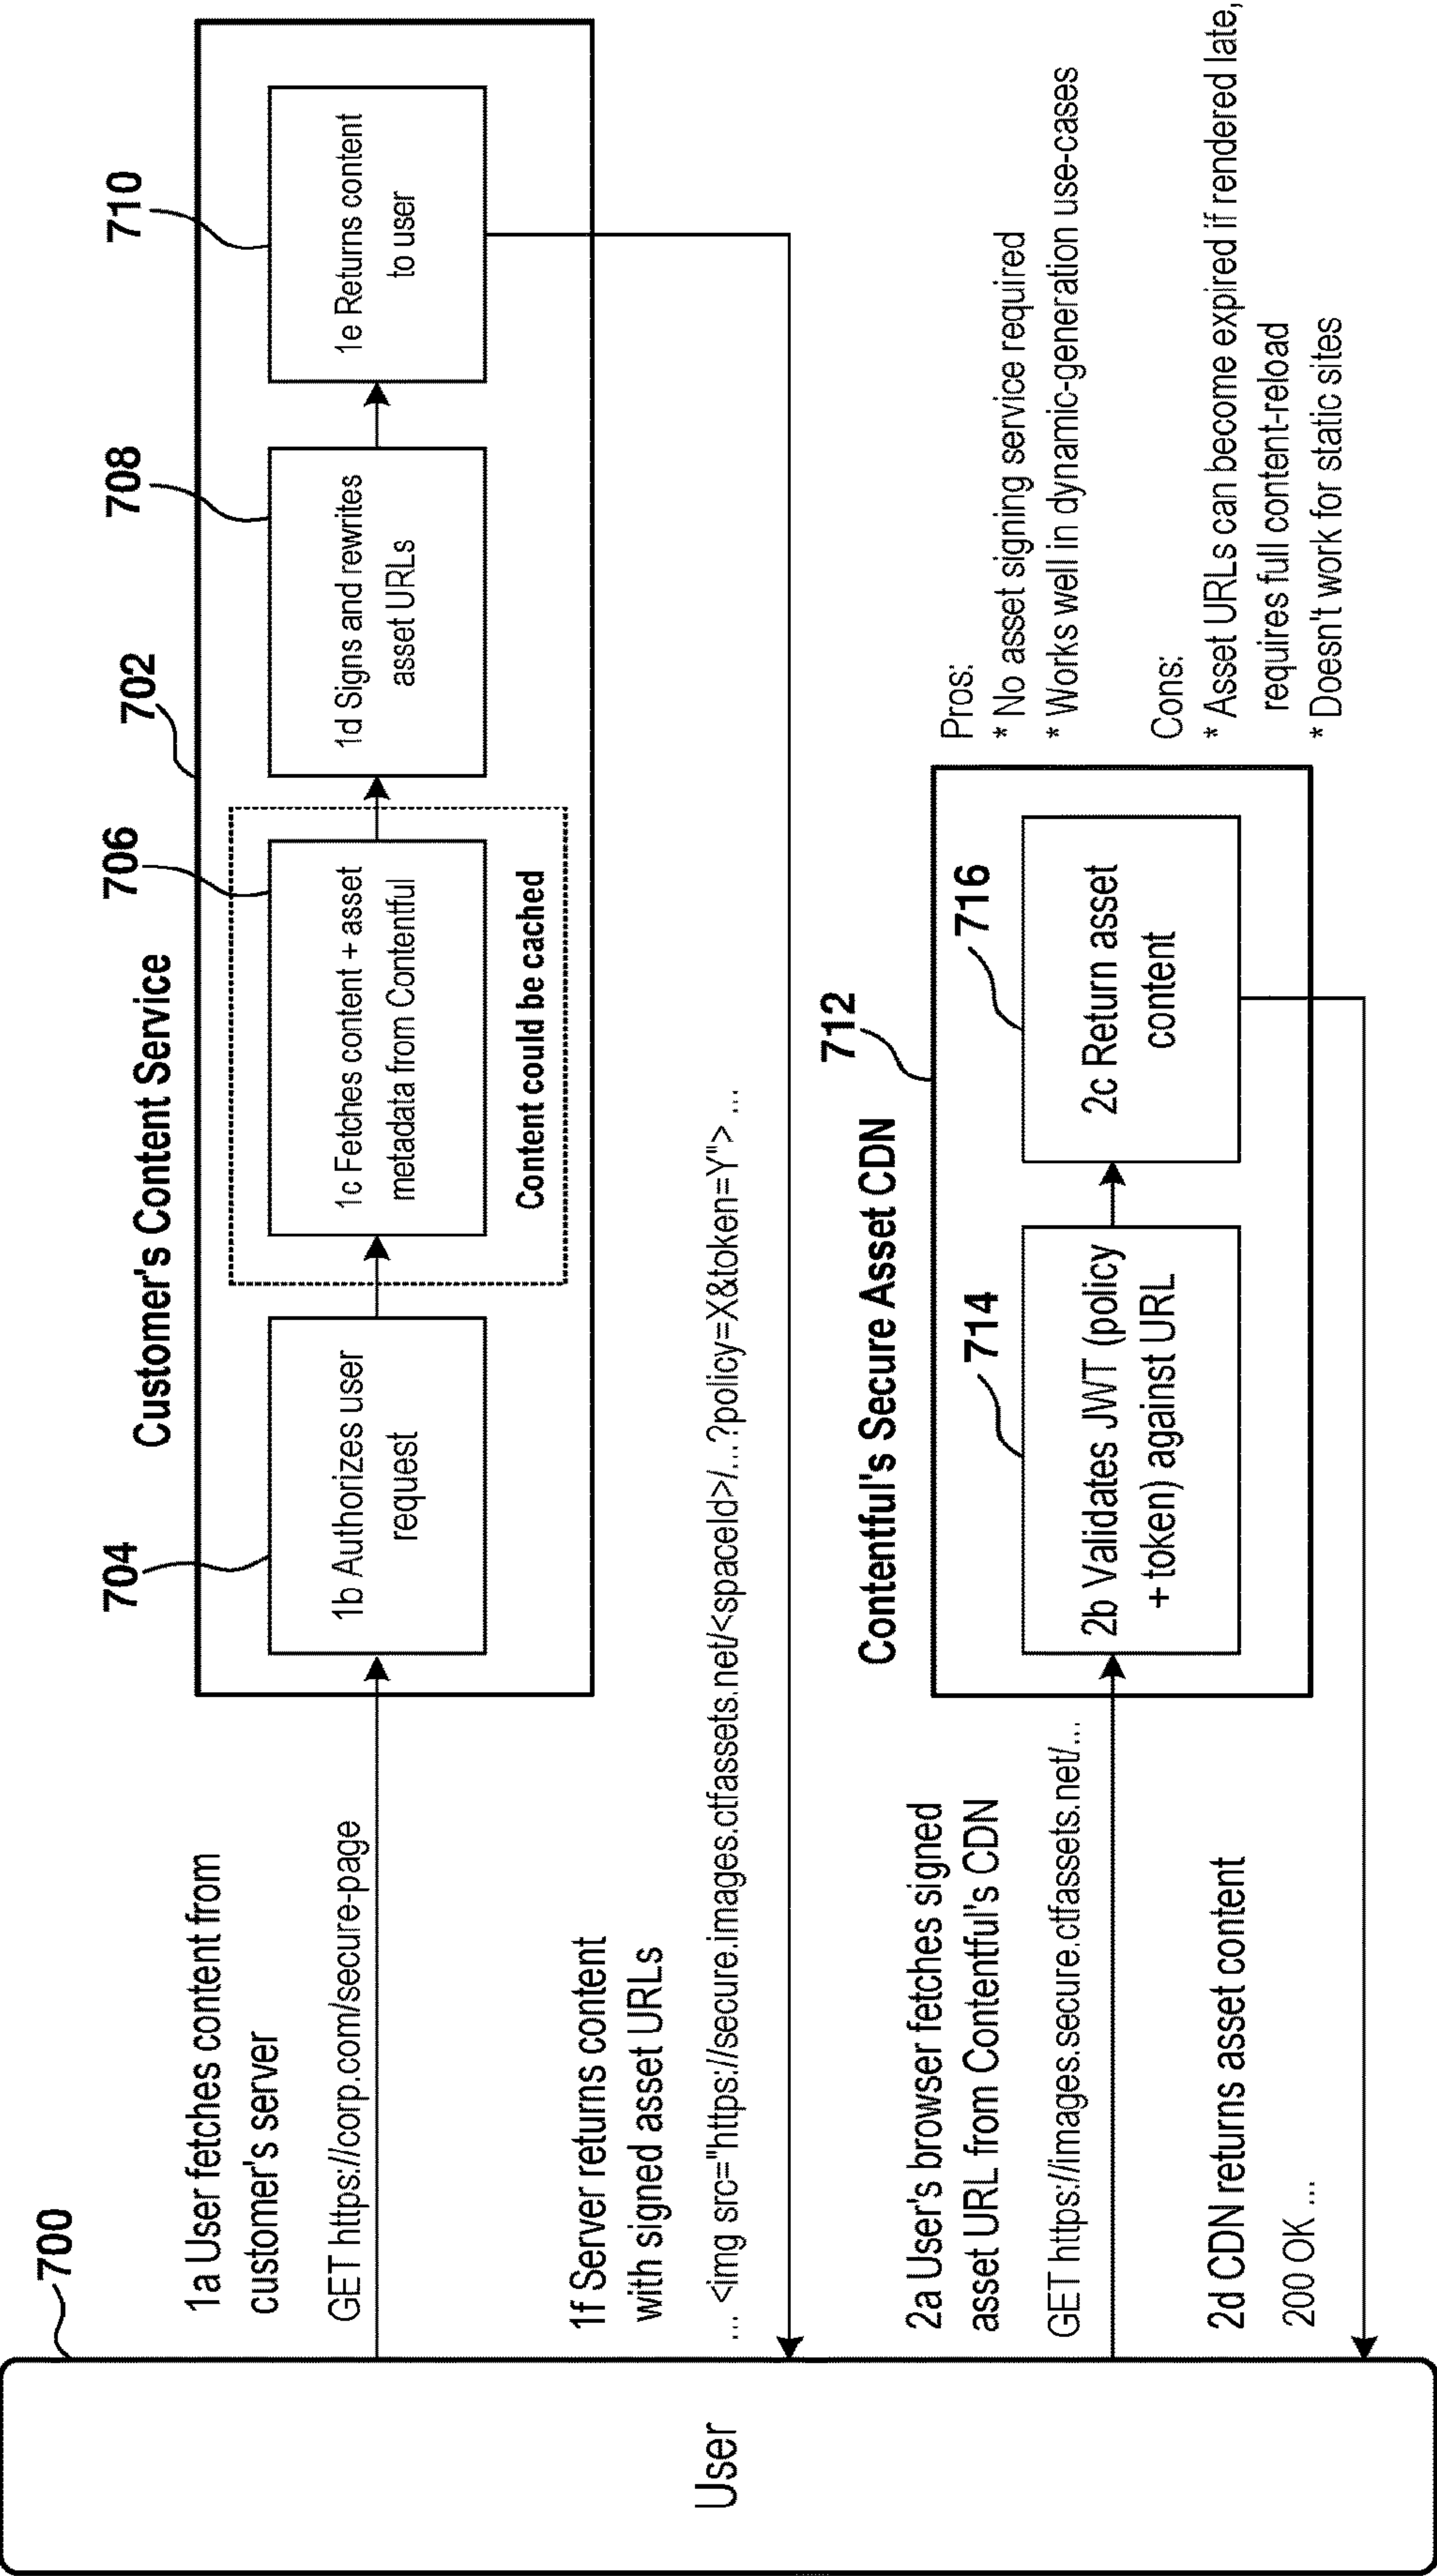 700
User
1a User fetches content from
customer's server
GET https://corp.com/secure-page
Customer's Content Service
702
704
1b Authorizes user
request
706
1c Fetches content + asset
metadata from Contentful
Content could be cached
708
1d Signs and rewrites
asset URLs
710
1e Returns content
to user
1f Server returns content
with signed asset URLs
... <img src="https://secure.images.ctfassets.net/<spaceId>/...?policy=X&token=Y"> ...
2a User's browser fetches signed
asset URL from Contentful's CDN
GET https://images.secure.ctfassets.net/...
Contentful's Secure Asset CDN
712
714
2b Validates JWT (policy
+ token) against URL
716
2c Return asset
content
2d CDN returns asset content
200 OK ...
Pros:
* No asset signing service required
* Works well in dynamic-generation use-cases
Cons:
* Asset URLs can become expired if rendered late,
requires full content-reload
* Doesn't work for static sites